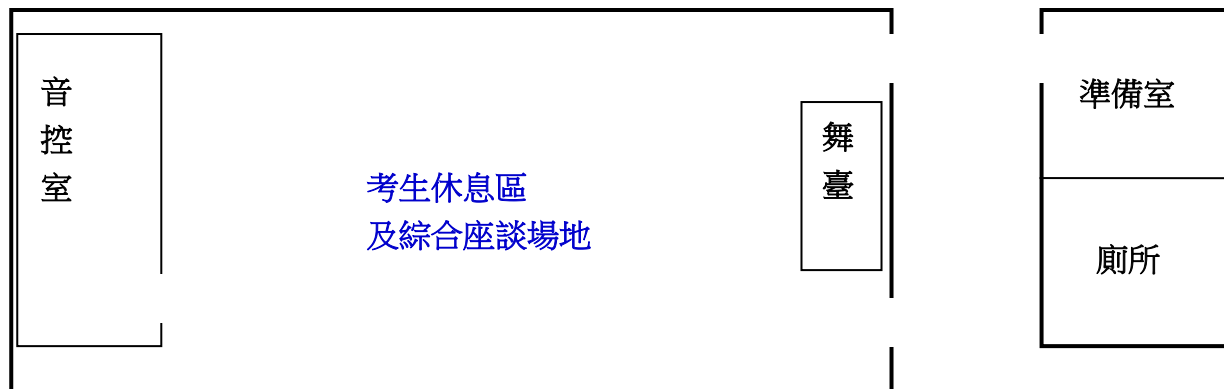 音控室
考生休息區
及綜合座談場地
舞臺
準備室
廁所